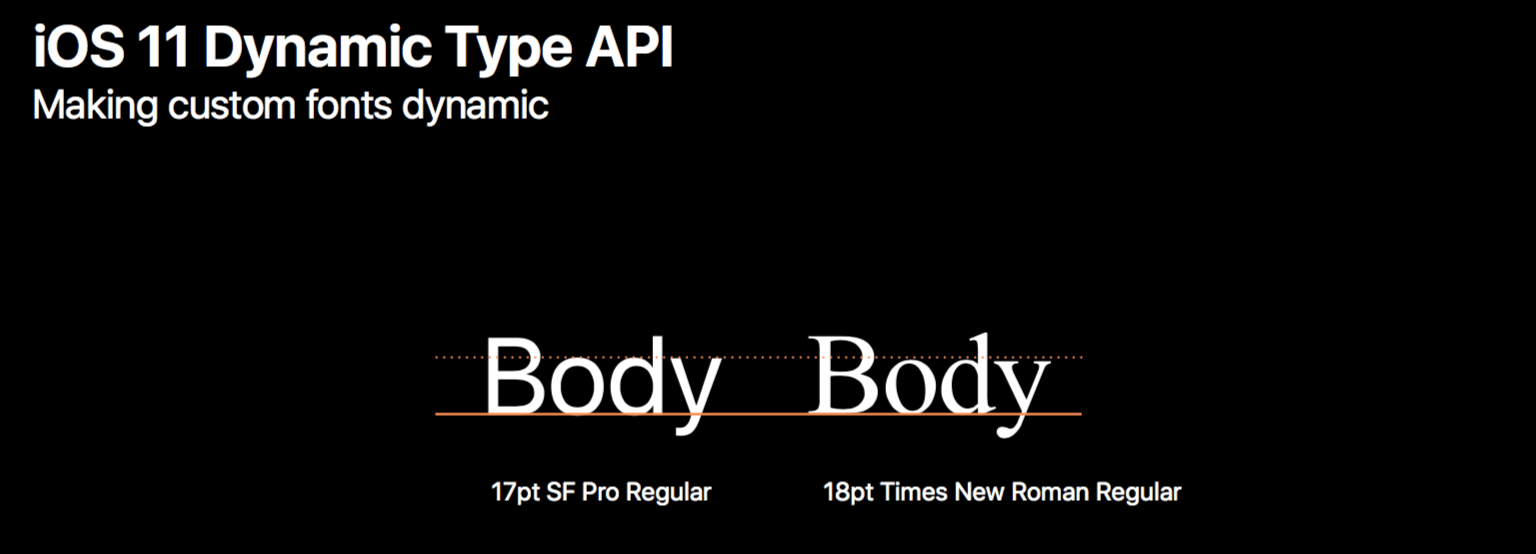 iOS 11 Dynamic Type API
Making custom fonts dynamic
Body Body
17pt SF Pro Regular 18pt Times New Roman Regular